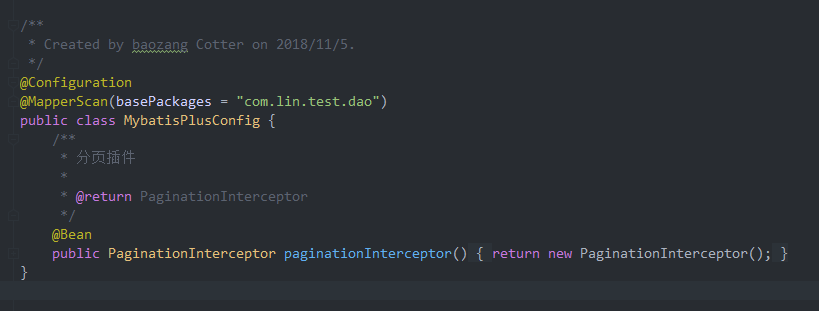 /**
 * Created by baozang Cotter on 2018/11/5.
 */
@Configuration
@MapperScan(basePackages = "com.lin.test.dao")
public class MybatisPlusConfig {
    /**
     * 分页插件
     *
     * @return PaginationInterceptor
     */
    @Bean
    public PaginationInterceptor paginationInterceptor() { return new PaginationInterceptor(); }
}